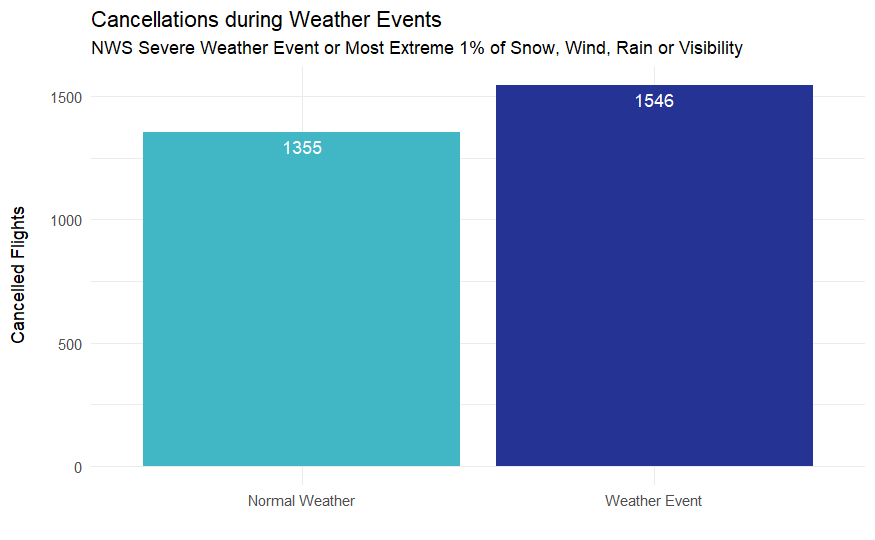 Cancellations during Weather Events
NWS Severe Weather Event or Most Extreme 1% of Snow, Wind, Rain or Visibility
Cancelled Flights
1500
1000
500
0
1355
1546
Normal Weather
Weather Event